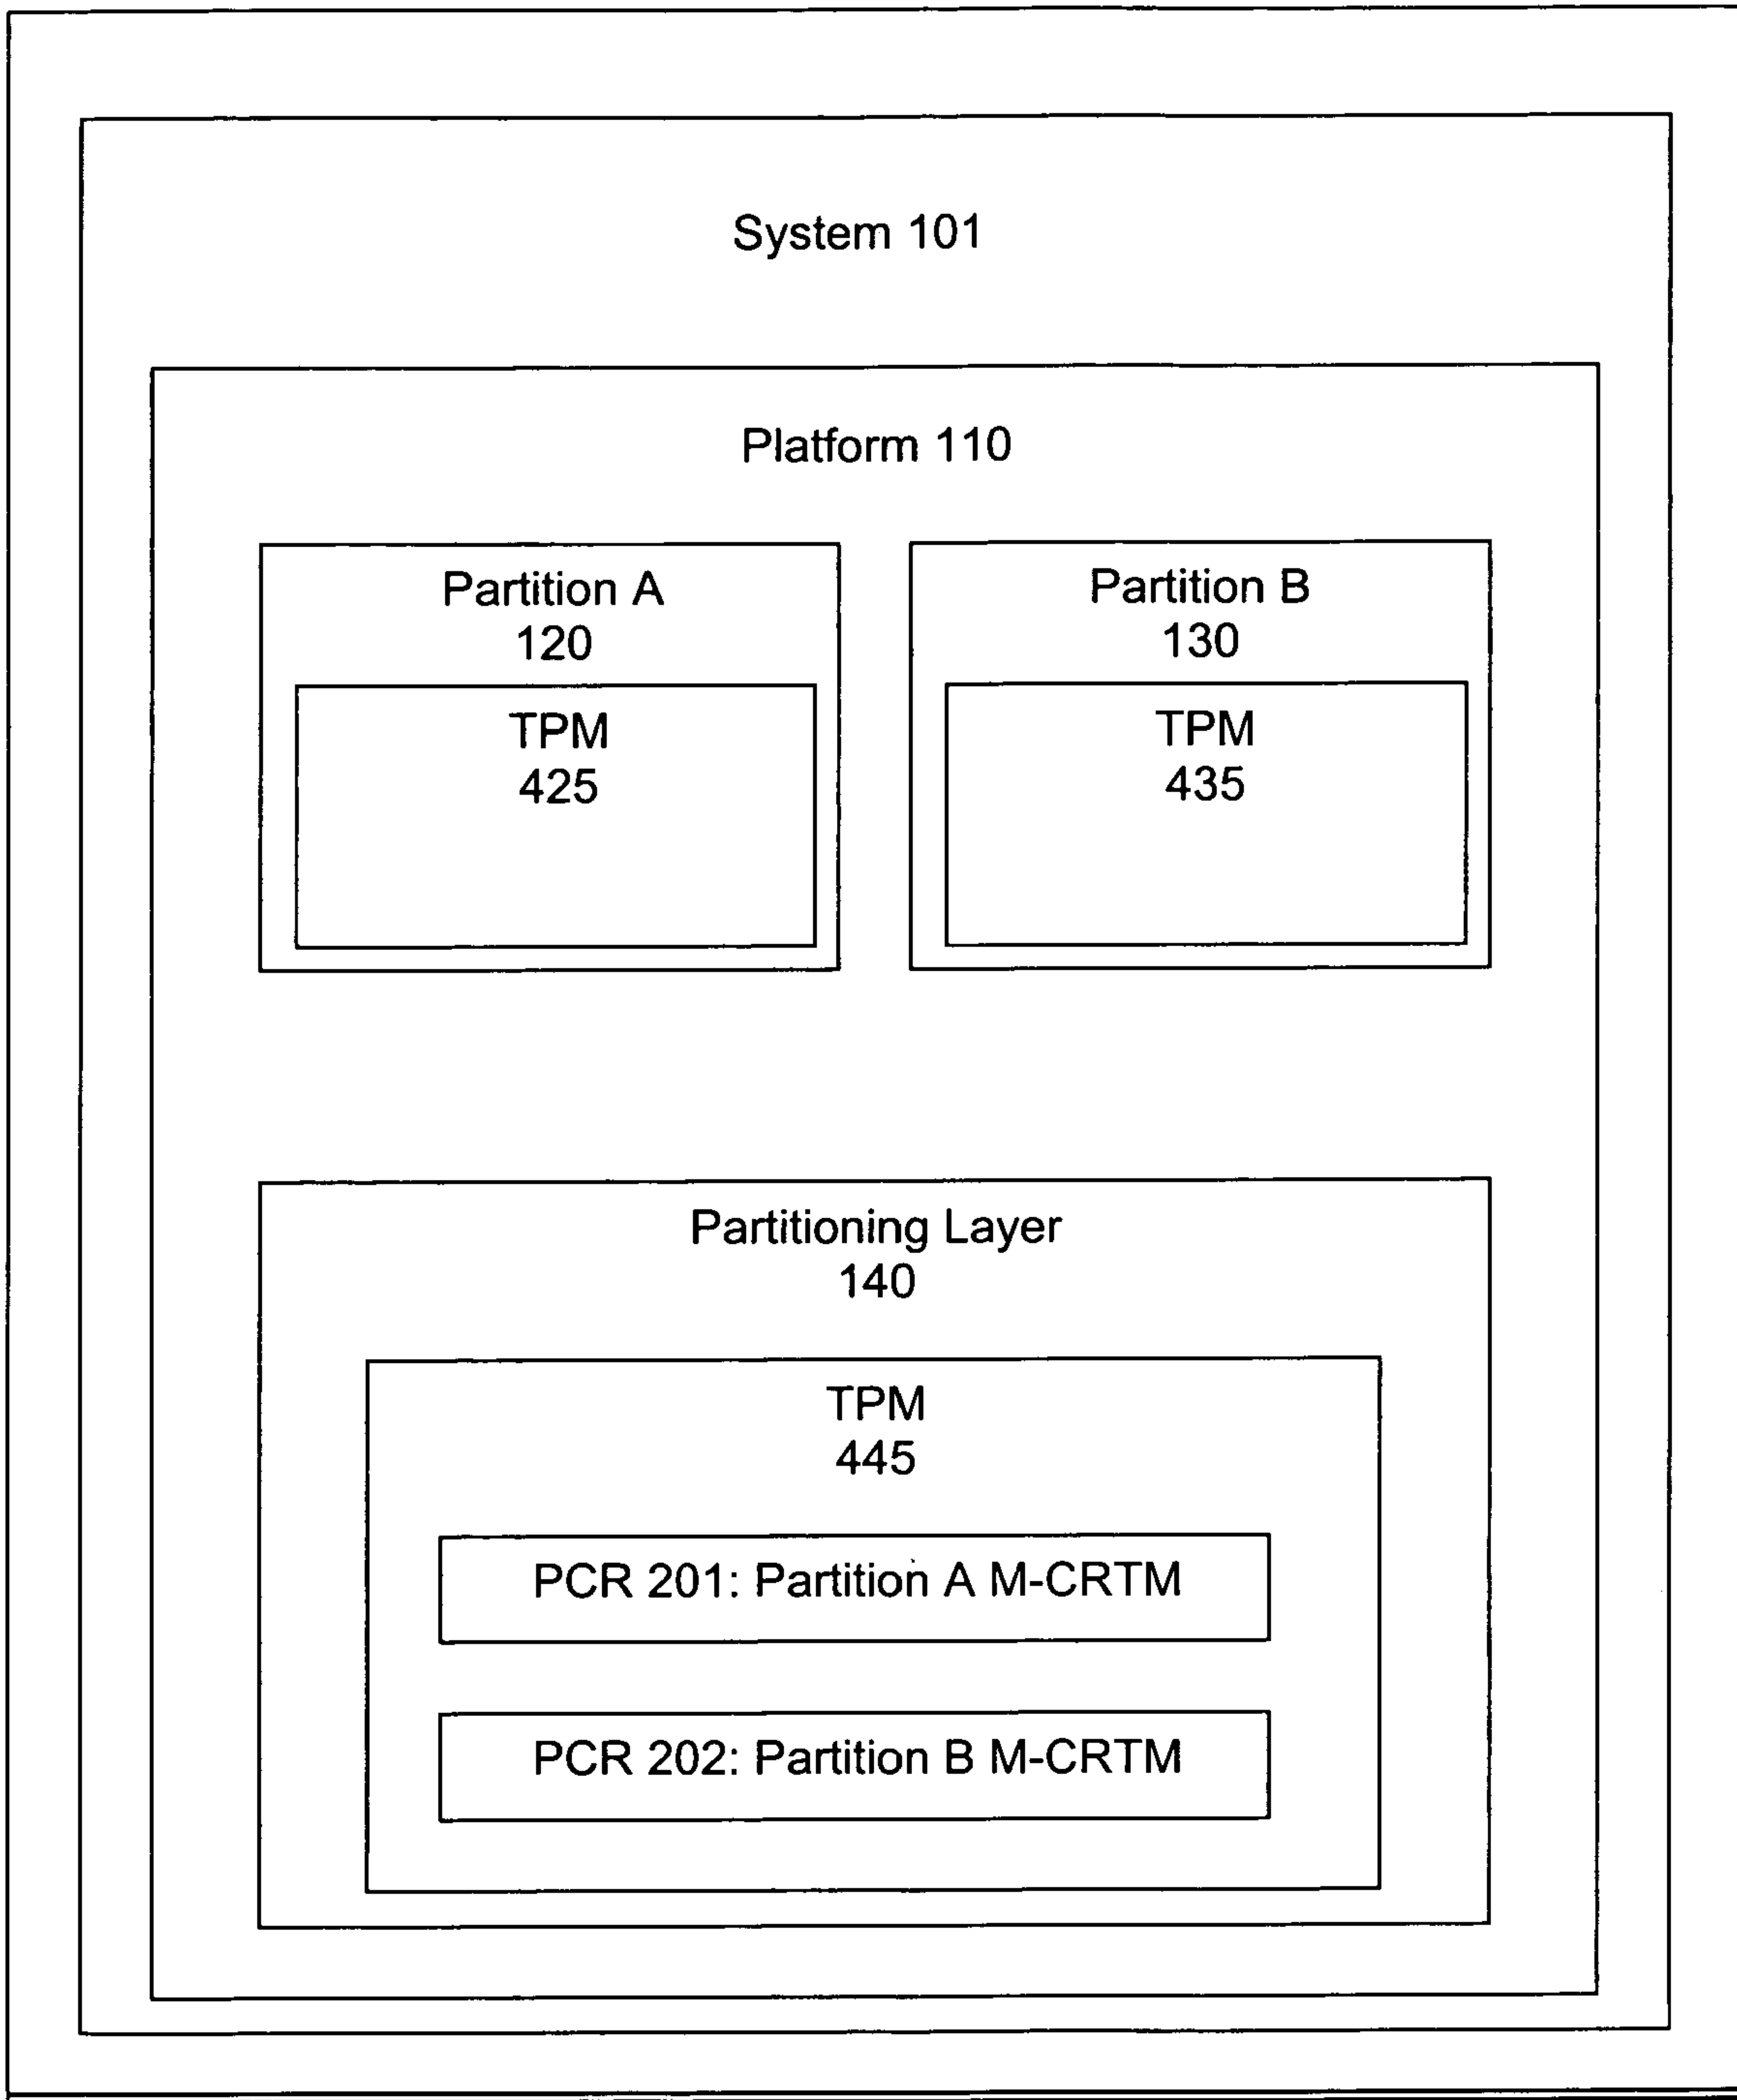 System 101
Platform 110
Partition A
120
TPM
425
Partition B
130
TPM
435
Partitioning Layer
140
TPM
445
PCR 201: Partition A M-CRTM
PCR 202: Partition B M-CRTM